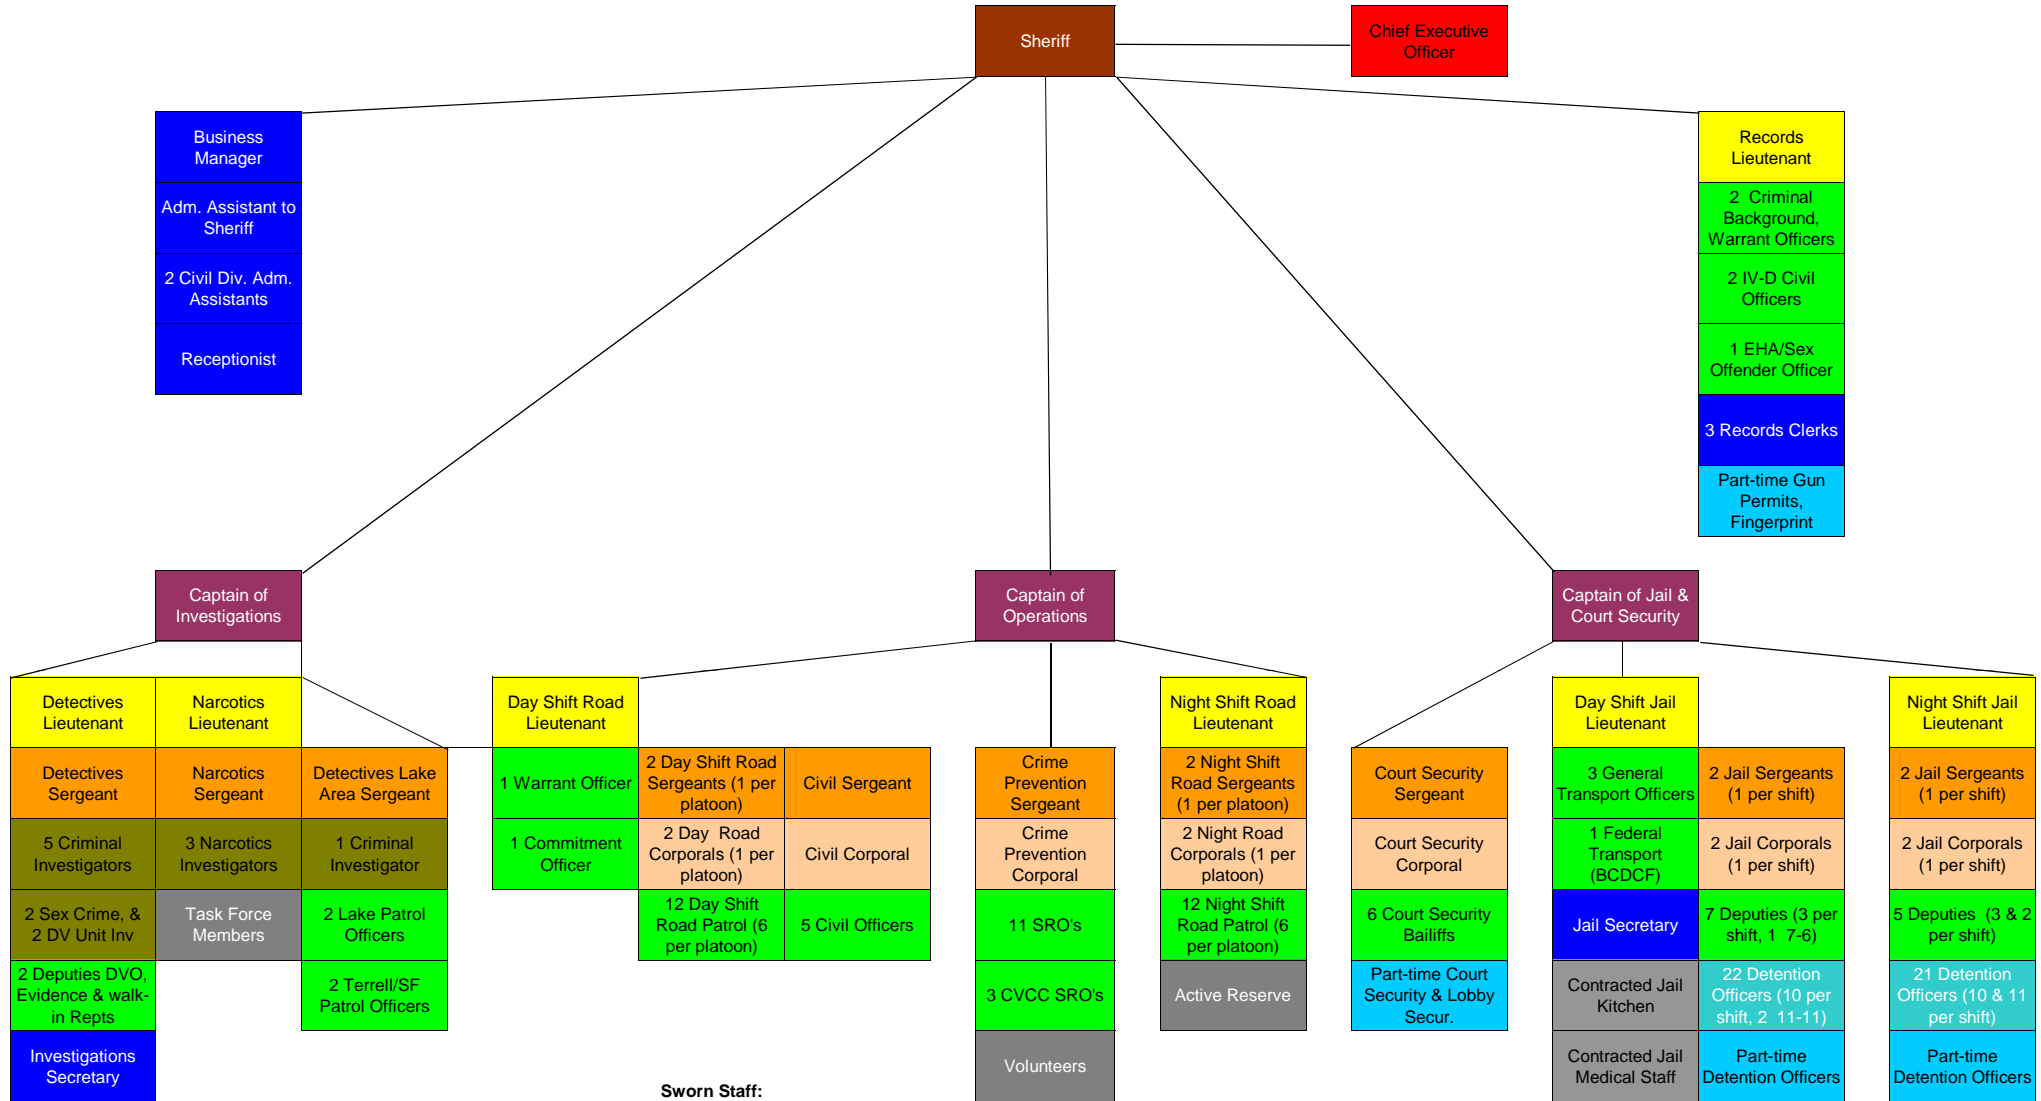 Sheriff
Chief Executive
Officer
Business
Manager
Adm. Assistant to
Sheriff
2 Civil Div. Adm.
Assistants
Receptionist
Records
Lieutenant
2  Criminal
Background,
Warrant Officers
2 IV-D Civil
Officers
1 EHA/Sex
Offender Officer
3 Records Clerks
Part-time Gun
Permits,
Fingerprint
Captain of
Investigations
Captain of
Operations
Captain of Jail &
Court Security
Detectives
Lieutenant
Detectives
Sergeant
5 Criminal
Investigators
2 Sex Crime, &
2 DV Unit Inv
2 Deputies DVO,
Evidence & walk-
in Repts
Investigations
Secretary
Narcotics
Lieutenant
Narcotics
Sergeant
3 Narcotics
Investigators
Task Force
Members
Detectives Lake
Area Sergeant
1 Criminal
Investigator
2 Lake Patrol
Officers
2 Terrell/SF
Patrol Officers
Day Shift Road
Lieutenant
1 Warrant Officer
1 Commitment
Officer
2 Day Shift Road
Sergeants (1 per
platoon)
2 Day  Road
Corporals (1 per
platoon)
12 Day Shift
Road Patrol (6
per platoon)
Civil Sergeant
Civil Corporal
5 Civil Officers
Crime
Prevention
Sergeant
Crime
Prevention
Corporal
11 SRO's
3 CVCC SRO's
Volunteers
Night Shift Road
Lieutenant
2 Night Shift
Road Sergeants
(1 per platoon)
2 Night Road
Corporals (1 per
platoon)
12 Night Shift
Road Patrol (6
per platoon)
Active Reserve
Court Security
Sergeant
Court Security
Corporal
6 Court Security
Bailiffs
Part-time Court
Security & Lobby
Secur.
Day Shift Jail
Lieutenant
3 General
Transport Officers
1 Federal
Transport
(BCDCF)
Jail Secretary
Contracted Jail
Kitchen
Contracted Jail
Medical Staff
2 Jail Sergeants
(1 per shift)
2 Jail Corporals
(1 per shift)
7 Deputies (3 per
shift, 1  7-6)
22 Detention
Officers (10 per
shift, 2  11-11)
Part-time
Detention Officers
Night Shift Jail
Lieutenant
2 Jail Sergeants
(1 per shift)
2 Jail Corporals
(1 per shift)
5 Deputies  (3 & 2
per shift)
21 Detention
Officers (10 & 11
per shift)
Part-time
Detention Officers
Sworn Staff: